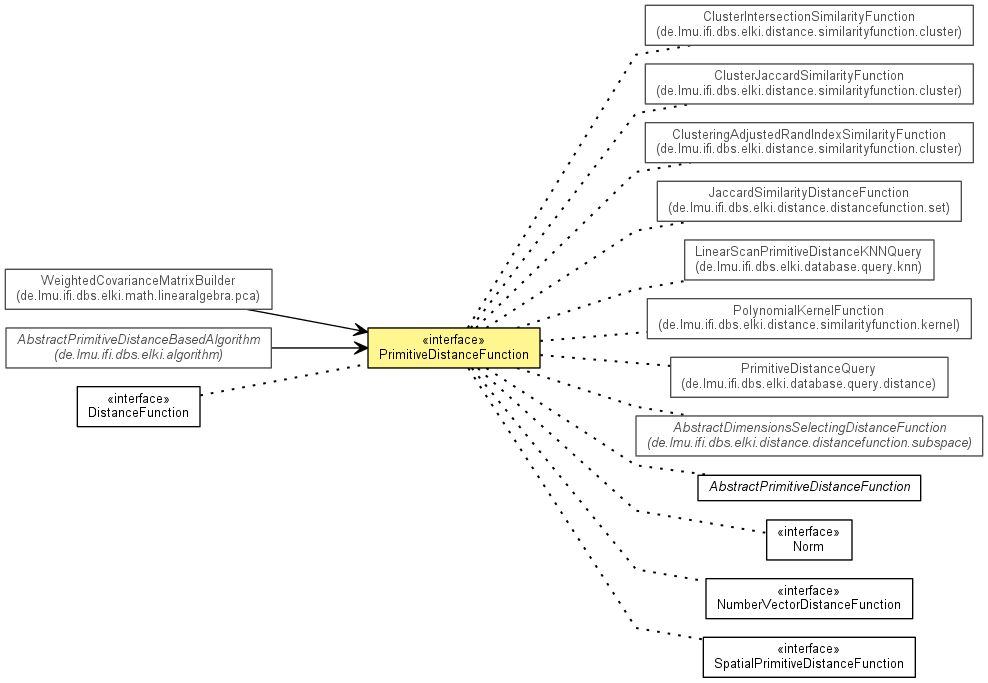 ClusterIntersectionSimilarityFunction
(de.lmu.ifi.dbs.elki.distance.similarityfunction.cluster)
ClusterJaccardSimilarityFunction
(de.lmu.ifi.dbs.elki.distance.similarityfunction.cluster)
ClusteringAdjustedRandIndexSimilarityFunction
(de.lmu.ifi.dbs.elki.distance.similarityfunction.cluster)
JaccardSimilarityDistanceFunction
(de.lmu.ifi.dbs.elki.distance.distancefunction.set)
LinearScanPrimitiveDistanceKNNQuery
(de.lmu.ifi.dbs.elki.database.query.knn)
WeightedCovarianceMatrixBuilder
(de.lmu.ifi.dbs.elki.math.linearalgebra.pca)
PolynomialKernelFunction
(de.lmu.ifi.dbs.elki.distance.similarityfunction.kernel)
AbstractPrimitiveDistanceBasedAlgorithm
(de.lmu.ifi.dbs.elki.algorithm)
«interface»
PrimitiveDistanceFunction
PrimitiveDistanceQuery
(de.lmu.ifi.dbs.elki.database.query.distance)
«interface»
DistanceFunction
AbstractDimensionsSelectingDistanceFunction
(de.lmu.ifi.dbs.elki.distance.distancefunction.subspace)
AbstractPrimitiveDistanceFunction
«interface»
Norm
«interface»
NumberVectorDistanceFunction
«interface»
SpatialPrimitiveDistanceFunction